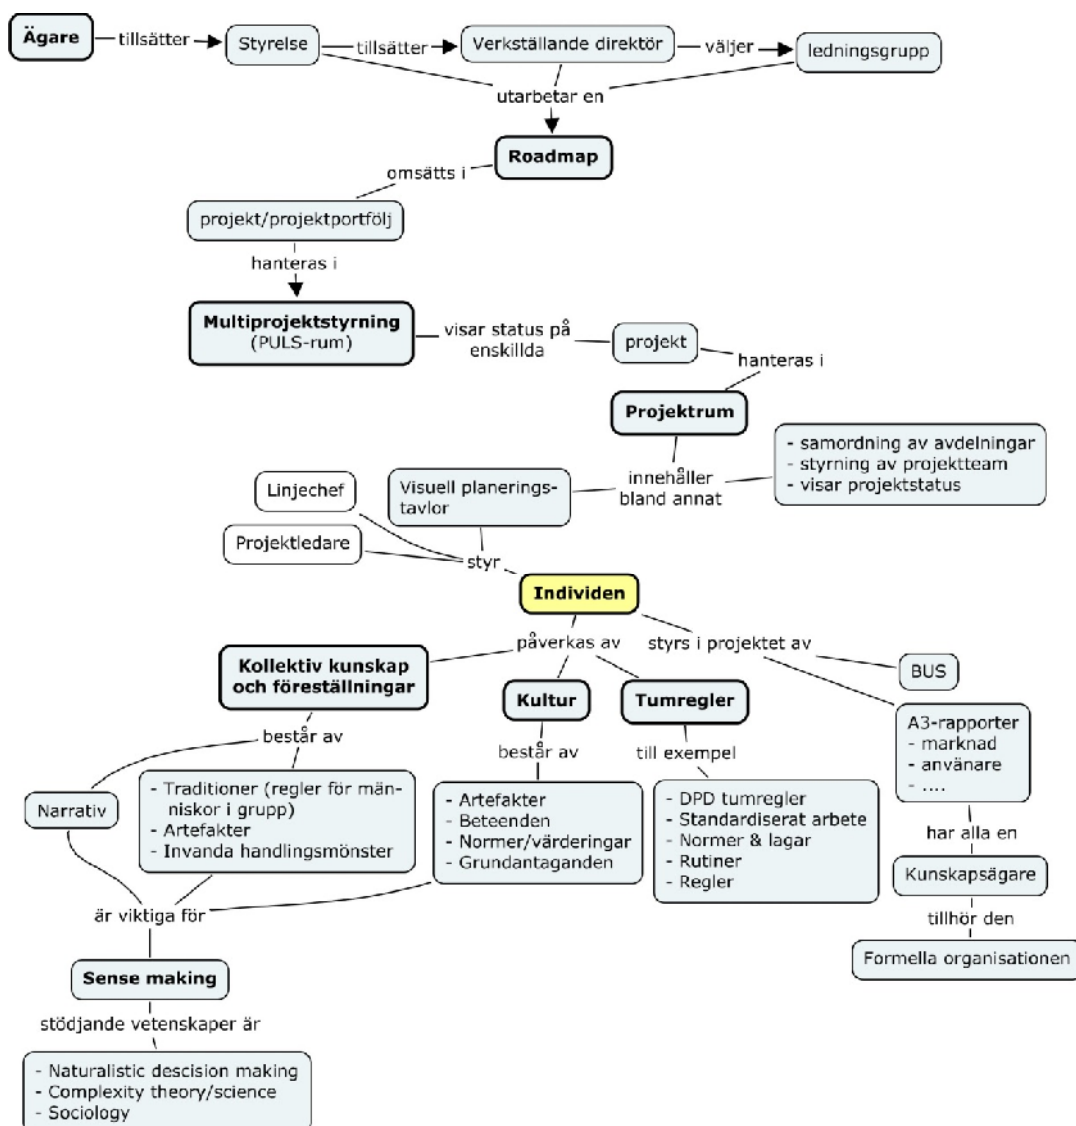 Ägare
tillsätter
Styrelse
tillsätter
Verkställande direktör
väljer
ledningsgrupp
utarbetar en
Roadmap
omsätts i
projekt/projektportfölj
hanteras i
Multiprojektstyrning
(PULS-rum)
visar status på
enskillda
projekt
hanteras i
Projektrum
innehåller
bland annat
- samordning av avdelningar
- styrning av projektteam
- visar projektstatus
Visuell planerings-
tavlor
Linjechef
Projektledare
styr
Individen
påverkas av
styrs i projektet av
Kollektiv kunskap
och föreställningar
Kultur
Tumregler
BUS
A3-rapporter
- marknad
- använare
- ....
består av
består av
till exempel
Narrativ
- Traditioner (regler för män-
niskor i grupp)
- Artefakter
- Invanda handlingsmönster
- Artefakter
- Beteenden
- Normer/värderingar
- Grundantaganden
- DPD tumregler
- Standardiserat arbete
- Normer & lagar
- Rutiner
- Regler
har alla en
Kunskapsägare
tillhör den
Formella organisationen
är viktiga för
Sense making
stödjande vetenskaper är
- Naturalistic descision making
- Complexity theory/science
- Sociology